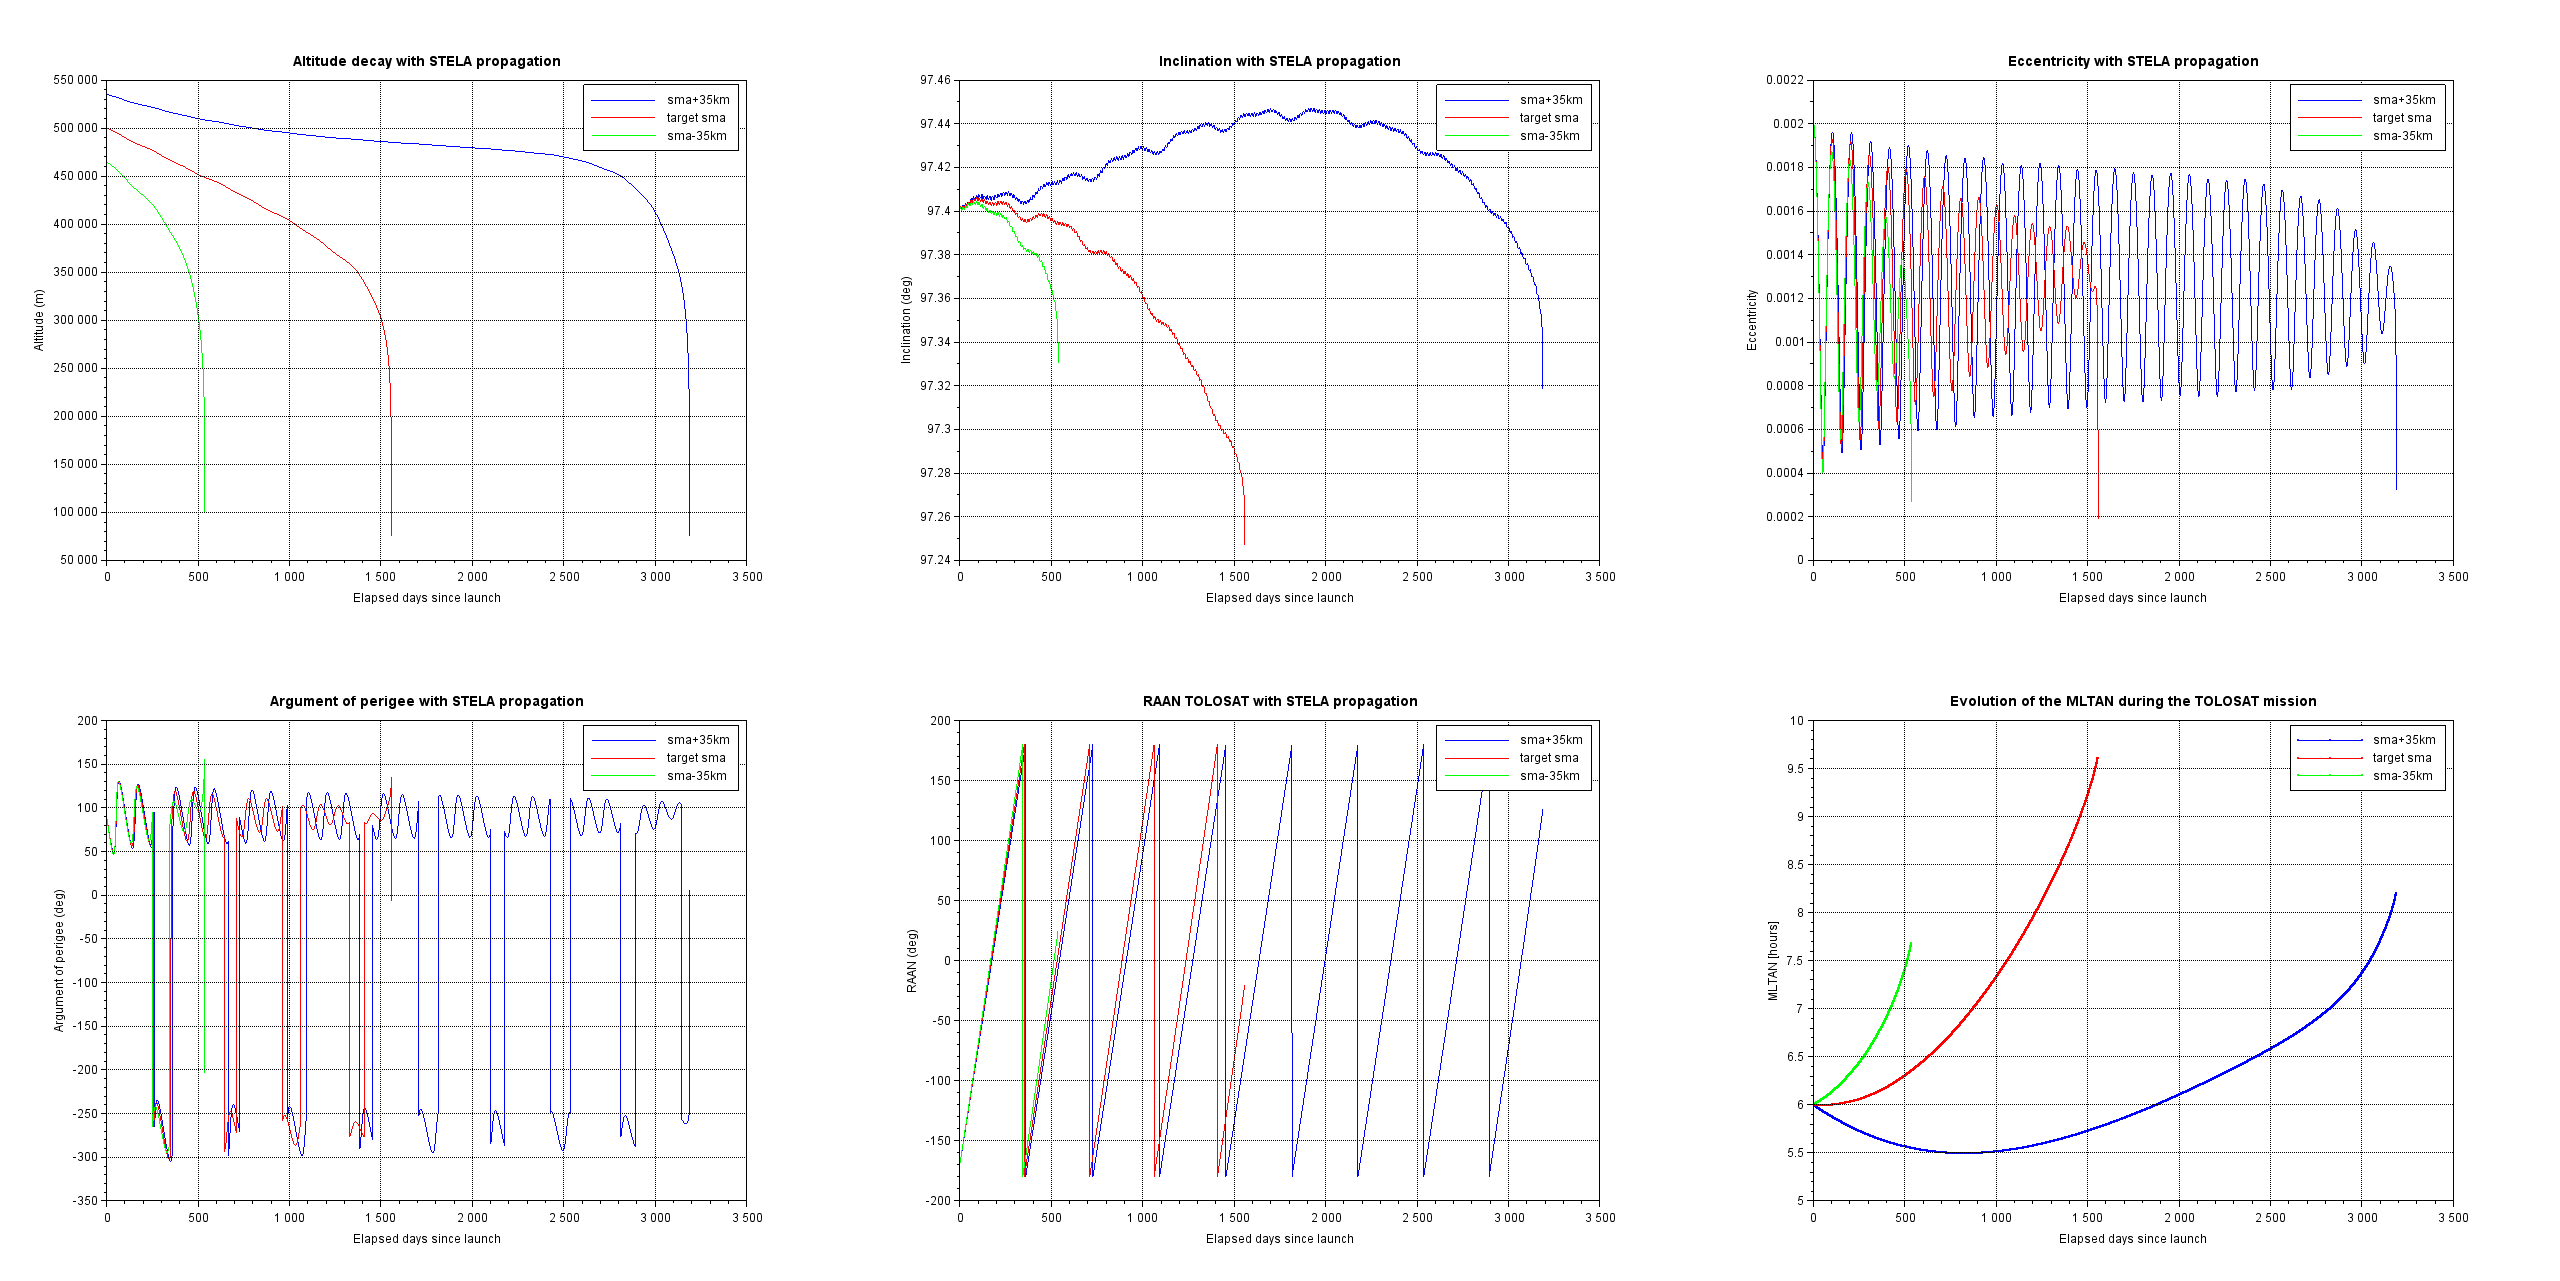 Altitude decay with STELA propagation
550 000
500 000
450 000
400 000
350 000
300 000
250 000
200 000
150 000
100 000
50 000
Altitude (m)
sma+35km
target sma
sma-35km
0 500 1 000 1 500 2 000 2 500 3 000 3 500
Elapsed days since launch
Inclination with STELA propagation
97.46
97.44
97.42
97.4
97.38
97.36
97.34
97.32
97.3
97.28
97.26
97.24
Inclination (deg)
sma+35km
target sma
sma-35km
0 500 1 000 1 500 2 000 2 500 3 000 3 500
Elapsed days since launch
Eccentricity with STELA propagation
0.0022
0.002
0.0018
0.0016
0.0014
0.0012
0.001
0.0008
0.0006
0.0004
0.0002
0
Eccentricity
sma+35km
target sma
sma-35km
0 500 1 000 1 500 2 000 2 500 3 000 3 500
Elapsed days since launch
Argument of perigee with STELA propagation
200
150
100
50
0
-50
-100
-150
-200
-250
-300
-350
Argument of perigee (deg)
sma+35km
target sma
sma-35km
0 500 1 000 1 500 2 000 2 500 3 000 3 500
Elapsed days since launch
RAAN TOLOSAT with STELA propagation
200
150
100
50
0
-50
-100
-150
-200
RAAN (deg)
sma+35km
target sma
sma-35km
0 500 1 000 1 500 2 000 2 500 3 000 3 500
Elapsed days since launch
Evolution of the MLTAN during the TOLOSAT mission
10
9.5
9
8.5
8
7.5
7
6.5
6
5.5
5
MLTAN [hours]
sma+35km
target sma
sma-35km
0 500 1 000 1 500 2 000 2 500 3 000 3 500
Elapsed days since launch